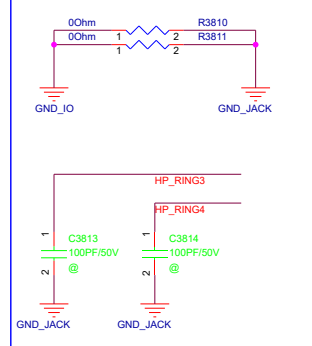 0Ohm R3810
0Ohm 1 2 R3811
1 2
GND_IO GND_JACK
HP_RING3
HP_RING4
1 1
C3813 C3814
100PF/50V 100PF/50V
2 @ 2 @
GND_JACK GND_JACK